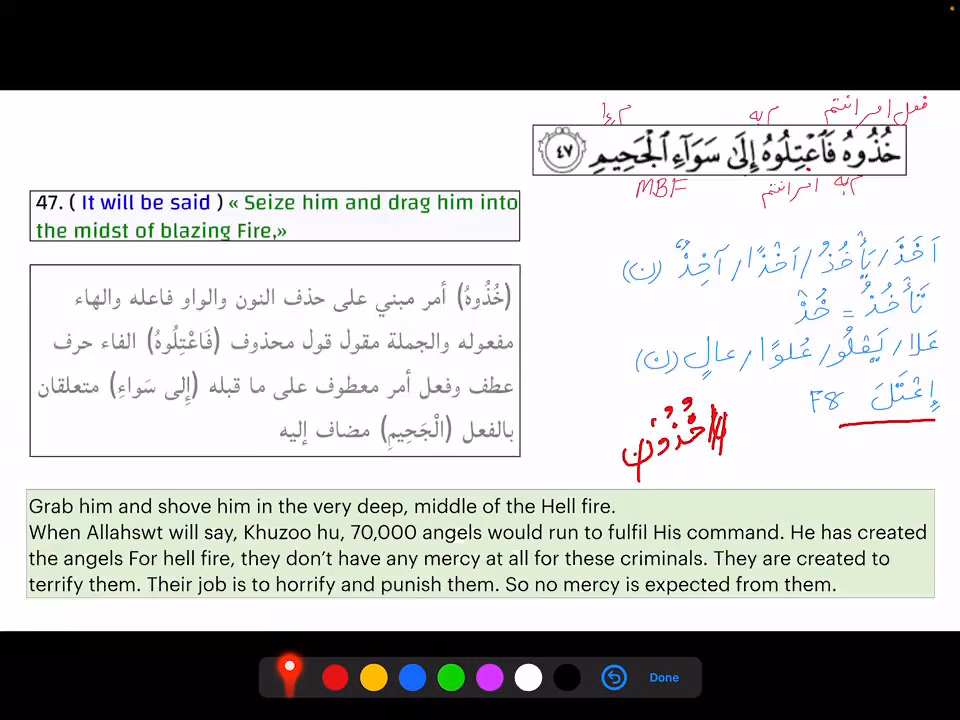 فعل امر انتم
م به
م إ
خُذُوهُ فَٱعْتِلُوهُ إِلَىٰ سَوَآءِ ٱلْجَحِيمِ ٤٧
م به
امر انتم
MBF
47. ( It will be said ) « Seize him and drag him into
the midst of blazing Fire,»
أَخَذَ / يَأْخُذُ / أَخْذًا / آخِذٌ (ن)
تَأْخُذُ = خُذْ
عَلَا / يَعْلُو / عُلُوًّا / عالٍ (ن)
إِعْتَلَ F8
(خُذُوهُ) أمر مبني على حذف النون والواو فاعله والهاء
مفعوله والجملة مقول قول محذوف (فَاعْتِلُوهُ) الفاء حرف
عطف وفعل أمر معطوف على ما قبله (إِلى سَواءِ) متعلقان
بالفعل (الْجَحِيمِ) مضاف إليه
Grab him and shove him in the very deep, middle of the Hell fire.
When Allahswt will say, Khuzoo hu, 70,000 angels would run to fulfil His command. He has created
the angels For hell fire, they don’t have any mercy at all for these criminals. They are created to
terrify them. Their job is to horrify and punish them. So no mercy is expected from them.
Done